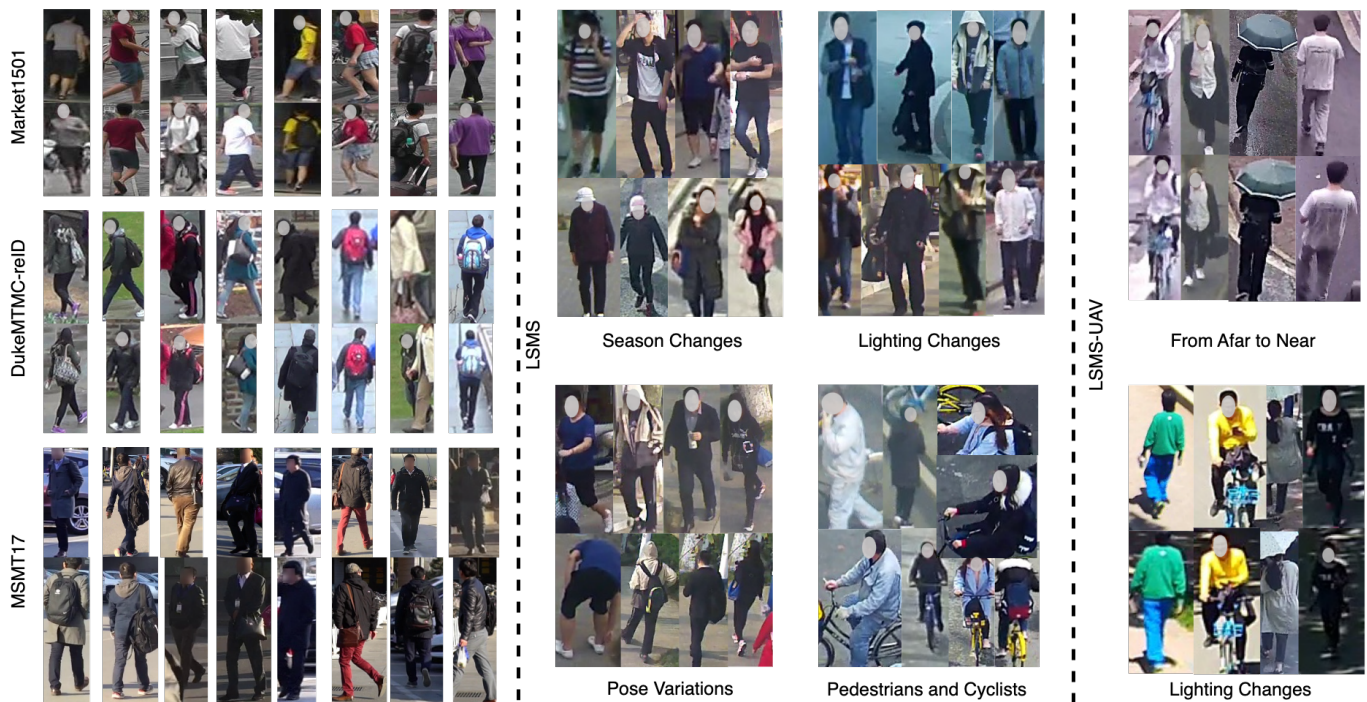 Market1501
DukeMTMC-reID
MSMT17
LSMS
Season Changes
Lighting Changes
Pose Variations
Pedestrians and Cyclists
LSMS-UAV
From Afar to Near
Lighting Changes